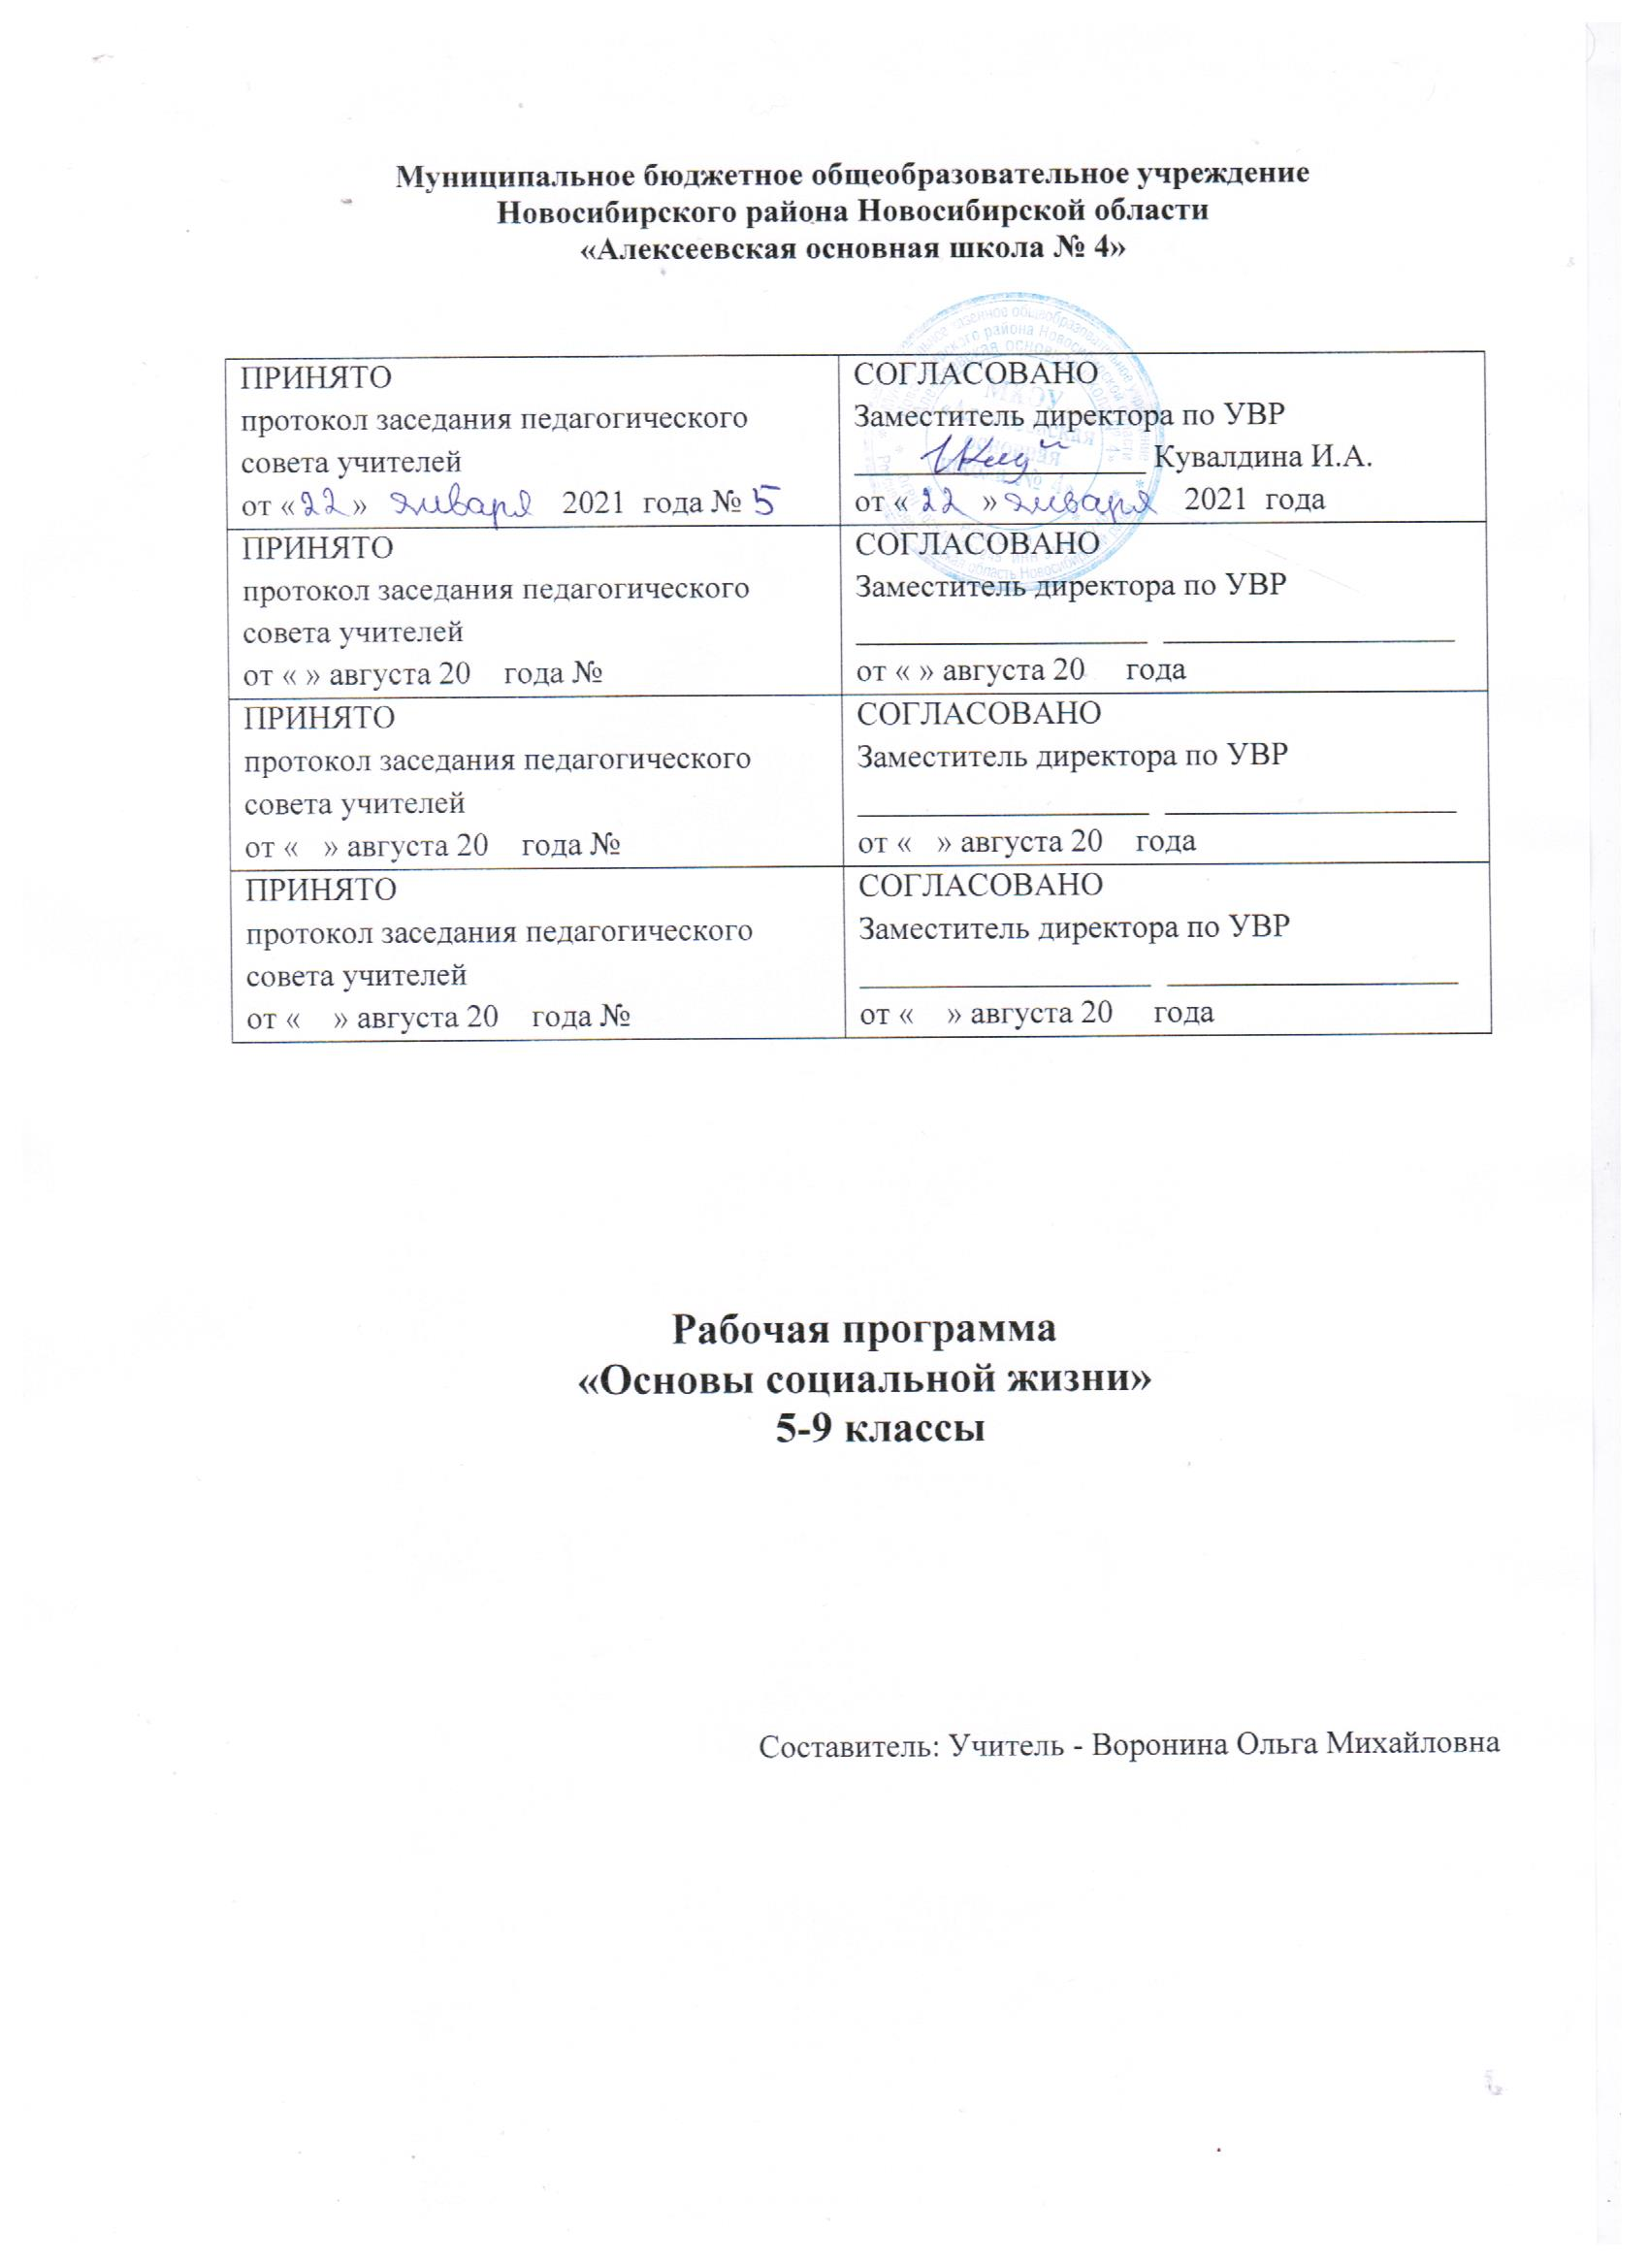 Муниципальное бюджетное общеобразовательное учреждение
Новосибирского района Новосибирской области
«Алексеевская основная школа № 4»
ПРИНЯТО
протокол заседания педагогического
совета учителей
от «22» января 2021 года № 5
СОГЛАСОВАНО
Заместитель директора по УВР
Кувалдина И.А.
от « 22 » января 2021 года
ПРИНЯТО
протокол заседания педагогического
совета учителей
от « » августа 20 года №
СОГЛАСОВАНО
Заместитель директора по УВР
от « » августа 20 года
ПРИНЯТО
протокол заседания педагогического
совета учителей
от « » августа 20 года №
СОГЛАСОВАНО
Заместитель директора по УВР
от « » августа 20 года
ПРИНЯТО
протокол заседания педагогического
совета учителей
от « » августа 20 года №
СОГЛАСОВАНО
Заместитель директора по УВР
от « » августа 20 года
Рабочая программа
«Основы социальной жизни»
5-9 классы
Составитель: Учитель - Воронина Ольга Михайловна